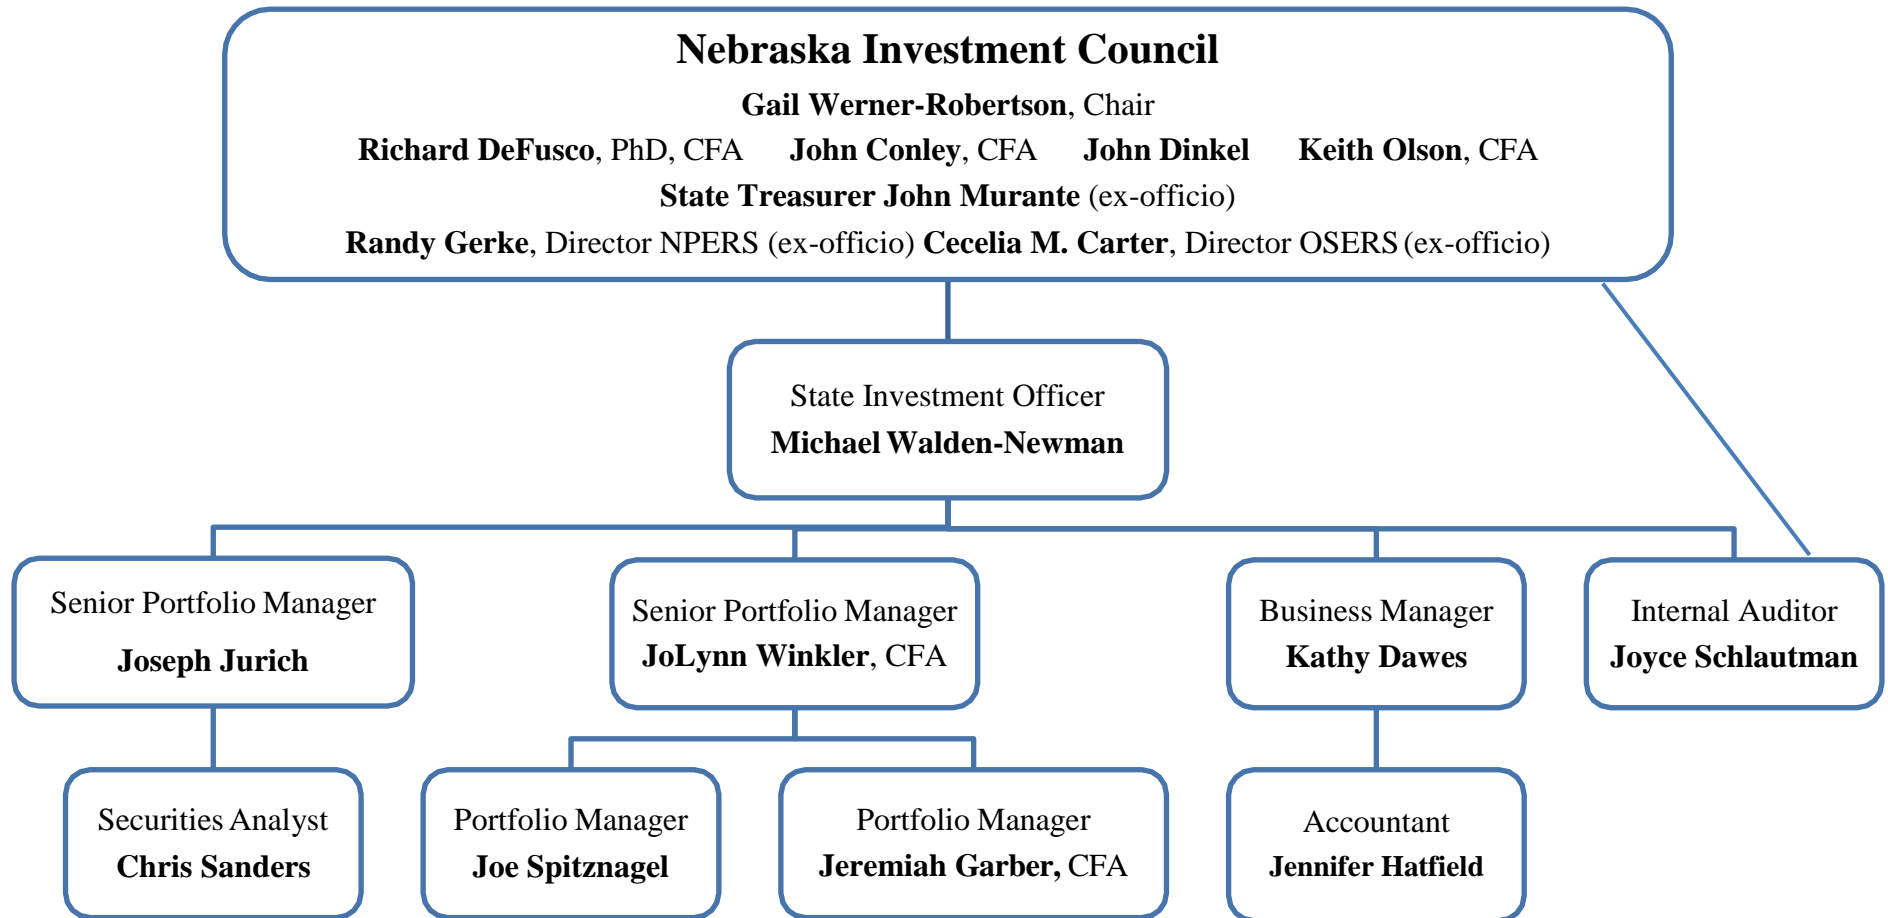 Nebraska Investment Council
Gail Werner-Robertson, Chair
Richard DeFusco, PhD, CFA John Conley, CFA John Dinkel Keith Olson, CFA
State Treasurer John Murante (ex-officio)
Randy Gerke, Director NPERS (ex-officio) Cecelia M. Carter, Director OSERS (ex-officio)
State Investment Officer
Michael Walden-Newman
Senior Portfolio Manager
Joseph Jurich
Senior Portfolio Manager
JoLynn Winkler, CFA
Business Manager
Kathy Dawes
Internal Auditor
Joyce Schlautman
Securities Analyst
Chris Sanders
Portfolio Manager
Joe Spitznagel
Portfolio Manager
Jeremiah Garber, CFA
Accountant
Jennifer Hatfield